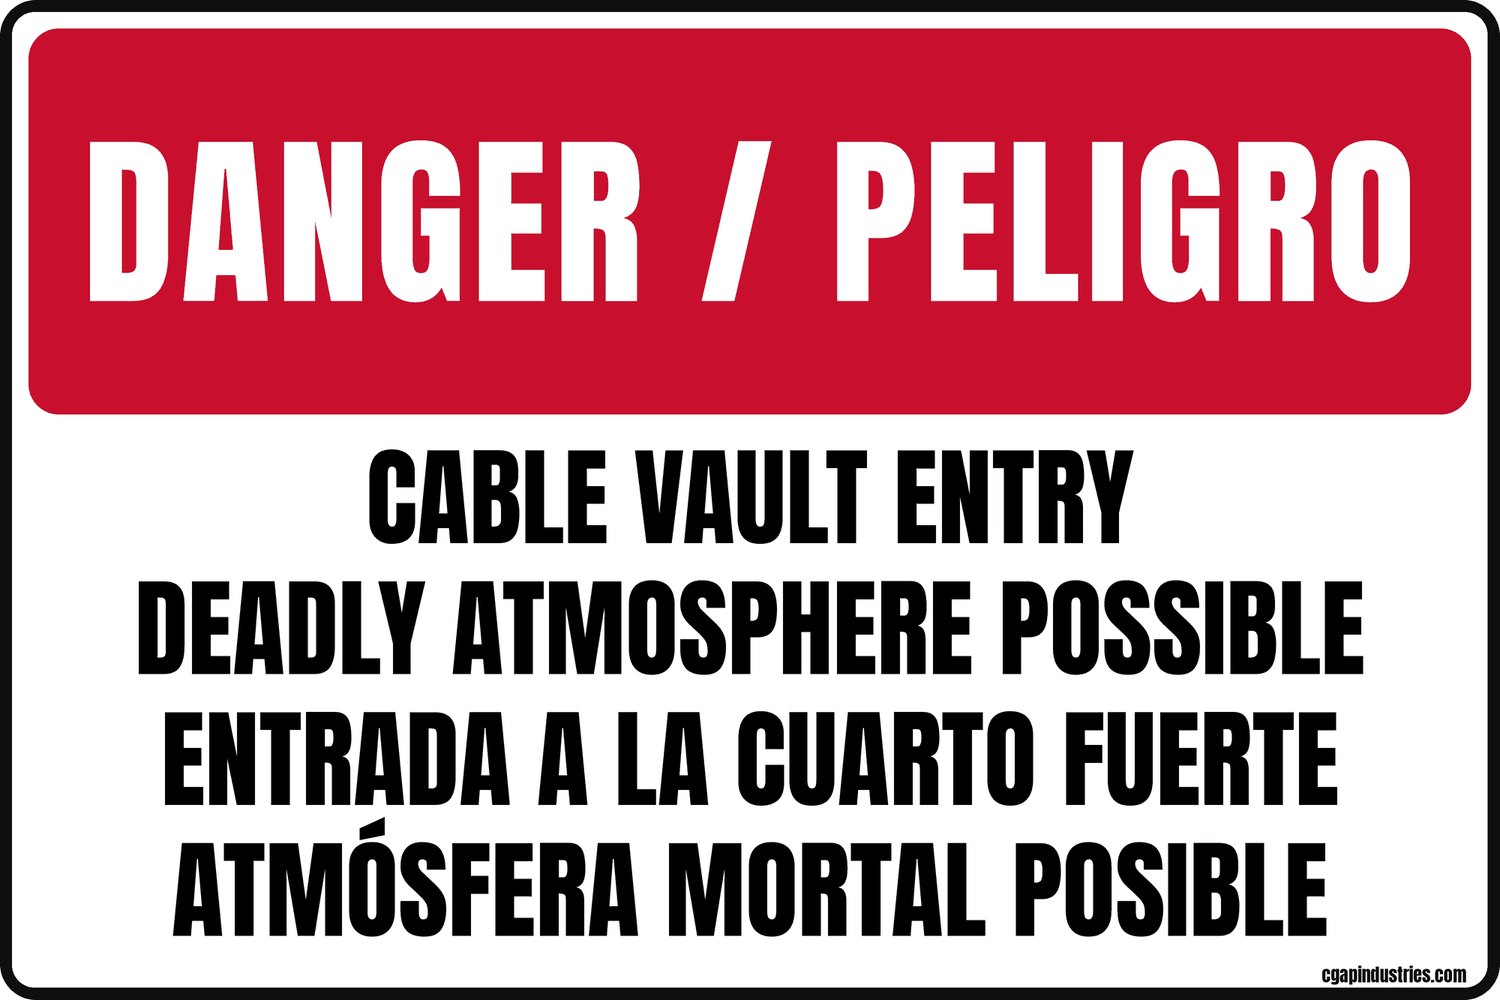 DANGER / PELIGRO
CABLE VAULT ENTRY
DEADLY ATMOSPHERE POSSIBLE
ENTRADA A LA CUARTO FUERTE
ATMÓSFERA MORTAL POSIBLE
cgapindustries.com